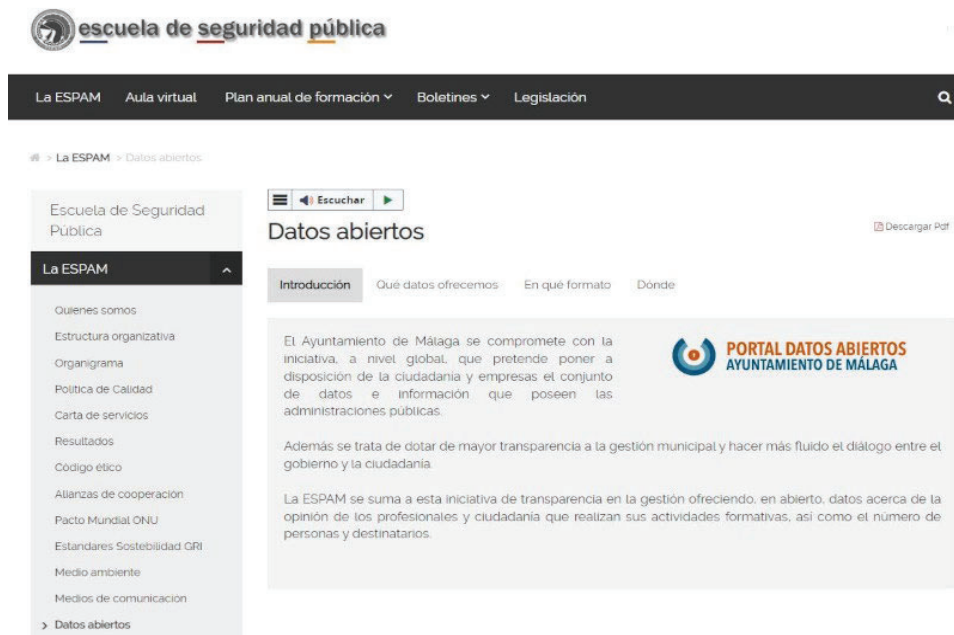 escuela de seguridad pública
La ESPAM Aula virtual Plan anual de formación Boletines Legislación
> La ESPAM > Datos abiertos
Escuela de Seguridad
Pública
La ESPAM
Quienes somos
Estructura organizativa
Organigrama
Política de Calidad
Carta de servicios
Resultados
Código ético
Alianzas de cooperación
Pacto Mundial ONU
Estandares Sostebilidad GRI
Medio ambiente
Medios de comunicación
> Datos abiertos
Escuchar
Datos abiertos
Descargar Pdf
Introducción Qué datos ofrecemos En qué formato Dónde
El Ayuntamiento de Málaga se compromete con la
iniciativa, a nivel global, que pretende poner a
disposición de la ciudadanía y empresas el conjunto
de datos e información que poseen las
administraciones públicas.
PORTAL DATOS ABIERTOS
AYUNTAMIENTO DE MÁLAGA
Además se trata de dotar de mayor transparencia a la gestión municipal y hacer más fluido el diálogo entre el
gobierno y la ciudadanía.
La ESPAM se suma a esta iniciativa de transparencia en la gestión ofreciendo, en abierto, datos acerca de la
opinión de los profesionales y ciudadanía que realizan sus actividades formativas, así como el número de
personas y destinatarios.